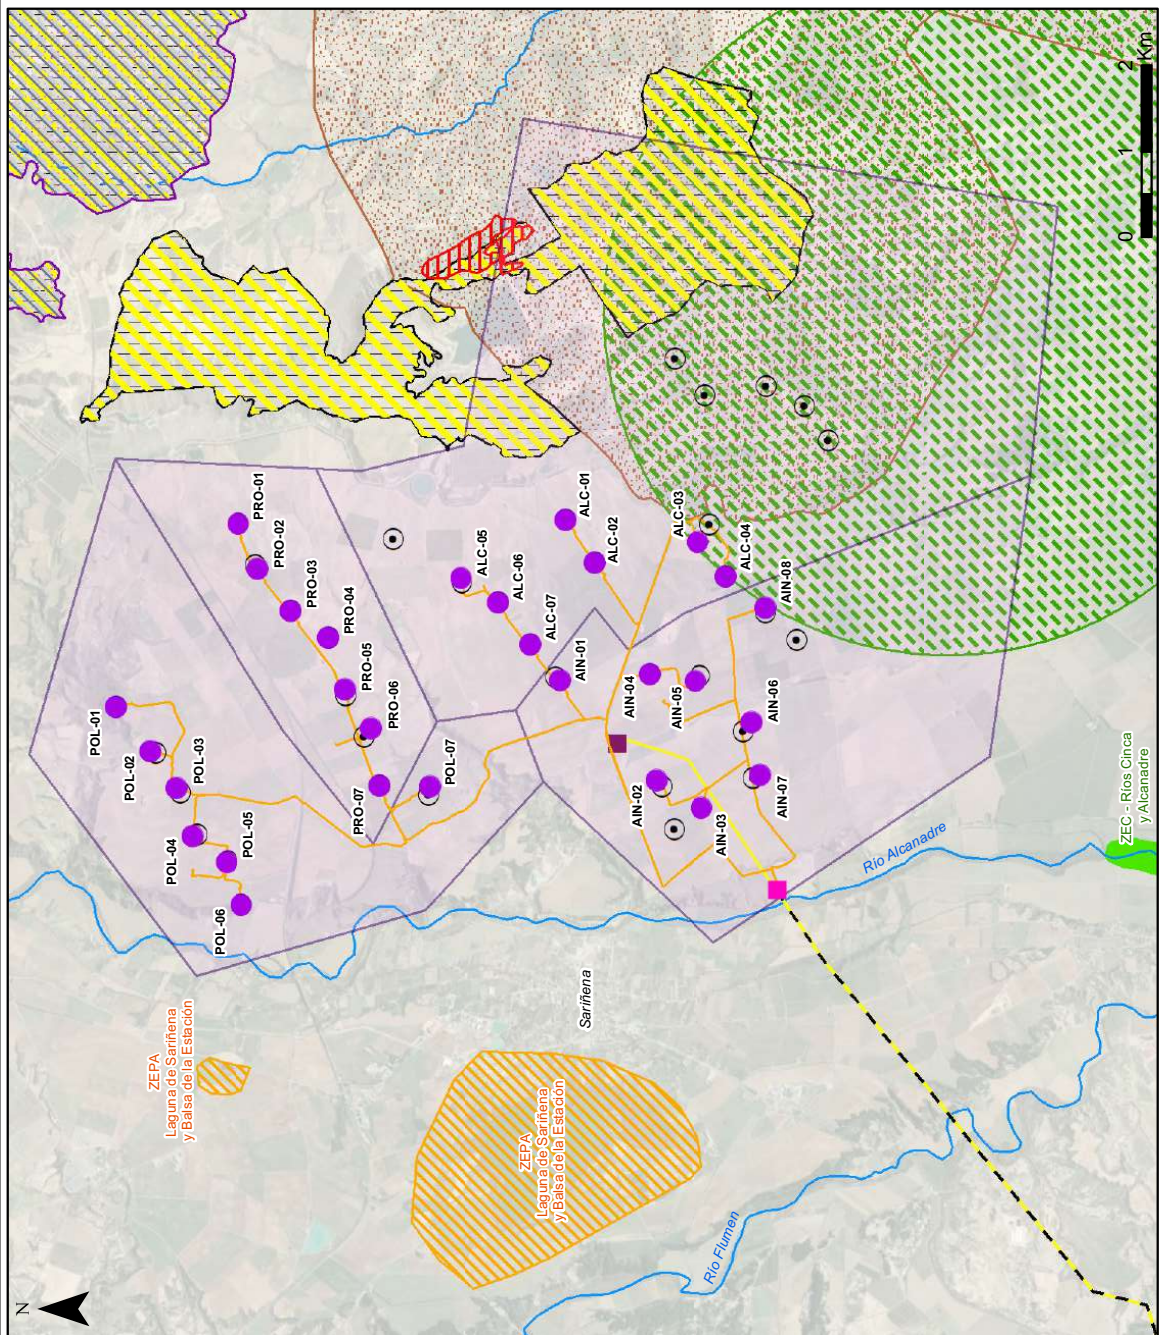 N
ZEPA
Laguna de Sariñena
y Balsa de la Estación
ZEPA
Laguna de Sariñena
y Balsa de la Estación
Río Flumen
Sariñena
Río Alcanadre
ZEC - Ríos Cinca
y Alcanadre
POL-01
POL-02
POL-03
POL-04
POL-05
POL-06
POL-07
PRO-01
PRO-02
PRO-03
PRO-04
PRO-05
PRO-06
PRO-07
ALC-01
ALC-02
ALC-03
ALC-04
ALC-05
ALC-06
ALC-07
AIN-01
AIN-02
AIN-03
AIN-04
AIN-05
AIN-06
AIN-07
AIN-08
0 1 2
Km